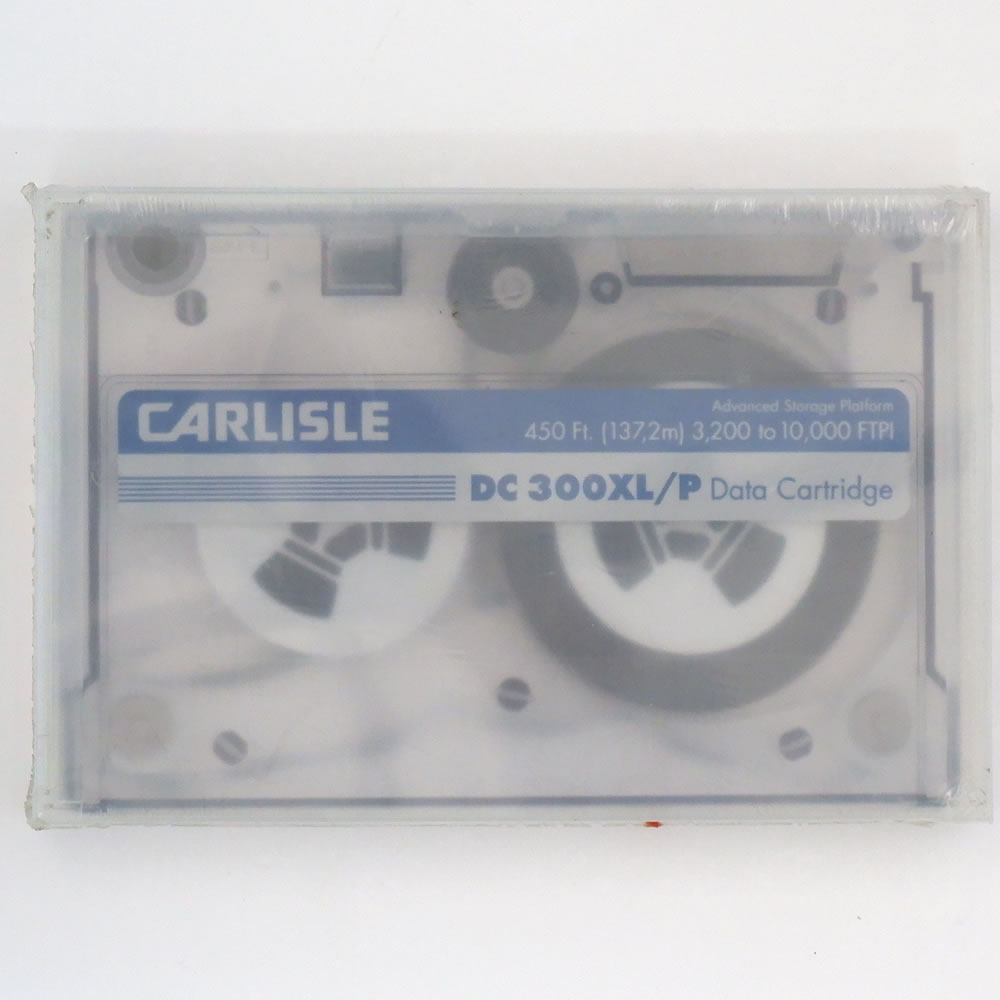 CARLISLE
Advanced Storage Platform
450 Ft. (137,2m) 3,200 to 10,000 FTPI
DC 300XL/P Data Cartridge